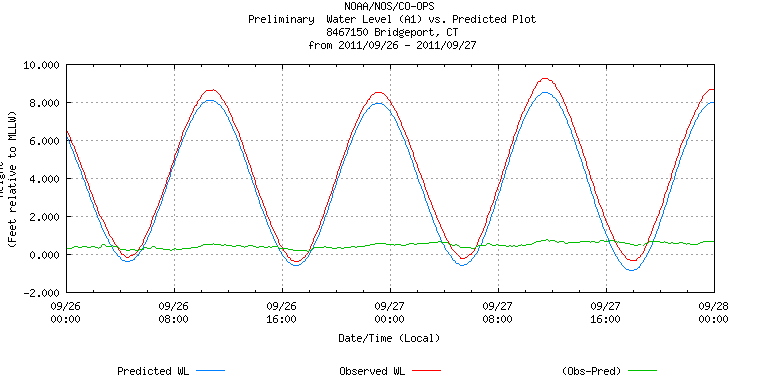 NOAA/NOS/CO-OPS
Preliminary Water Level (A1) vs. Predicted Plot
8467150 Bridgeport, CT
from 2011/09/26 - 2011/09/27
10.000
8.000
6.000
4.000
2.000
0.000
-2.000
(Feet relative to MLLW)
09/26 09/26 09/26 09/27 09/27 09/27 09/28
00:00 08:00 16:00 00:00 08:00 16:00 00:00
Date/Time (Local)
Predicted WL Observed WL (Obs-Pred)